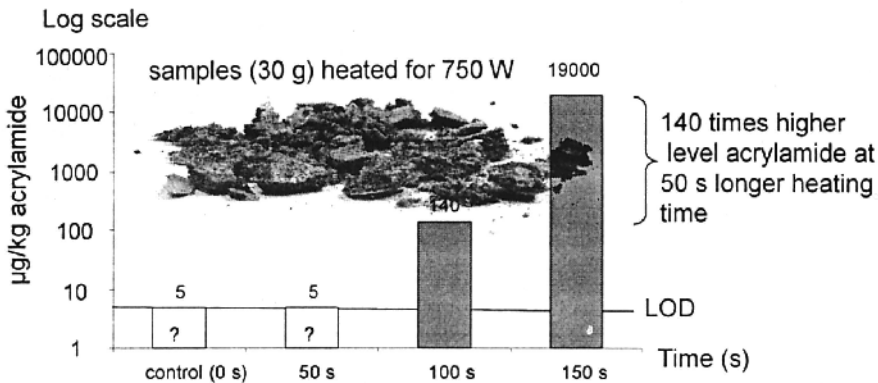 Log scale
µg/kg acrylamide
100000
10000
1000
100
10
1
samples (30 g) heated for 750 W
5
5
140
19000
?
?
140 times higher
level acrylamide at
50 s longer heating
time
LOD
control (0 s)
50 s
100 s
150 s
Time (s)